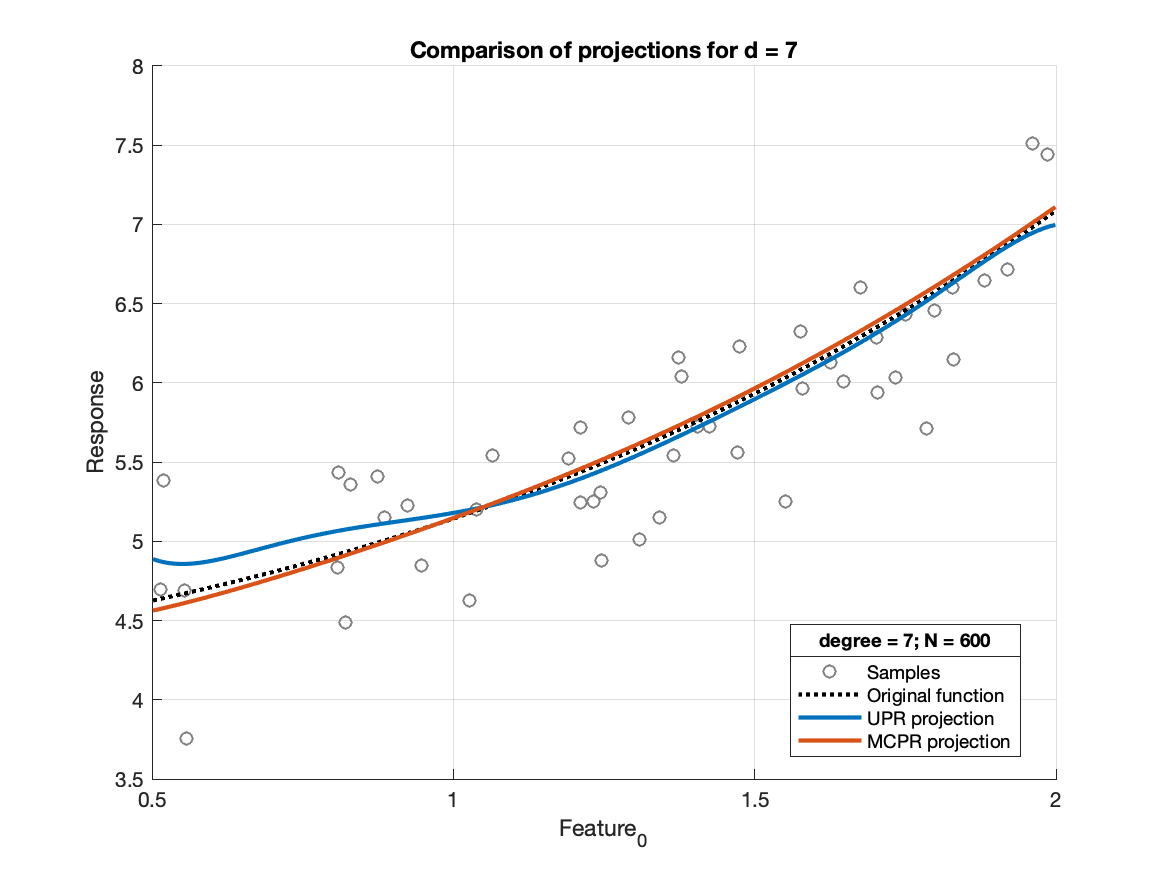 Comparison of projections for d = 7
8
7.5
7
6.5
6
5.5
5
4.5
4
3.5
Response
0.5 1 1.5 2
Feature₀
degree = 7; N = 600
Samples
Original function
UPR projection
MCPR projection